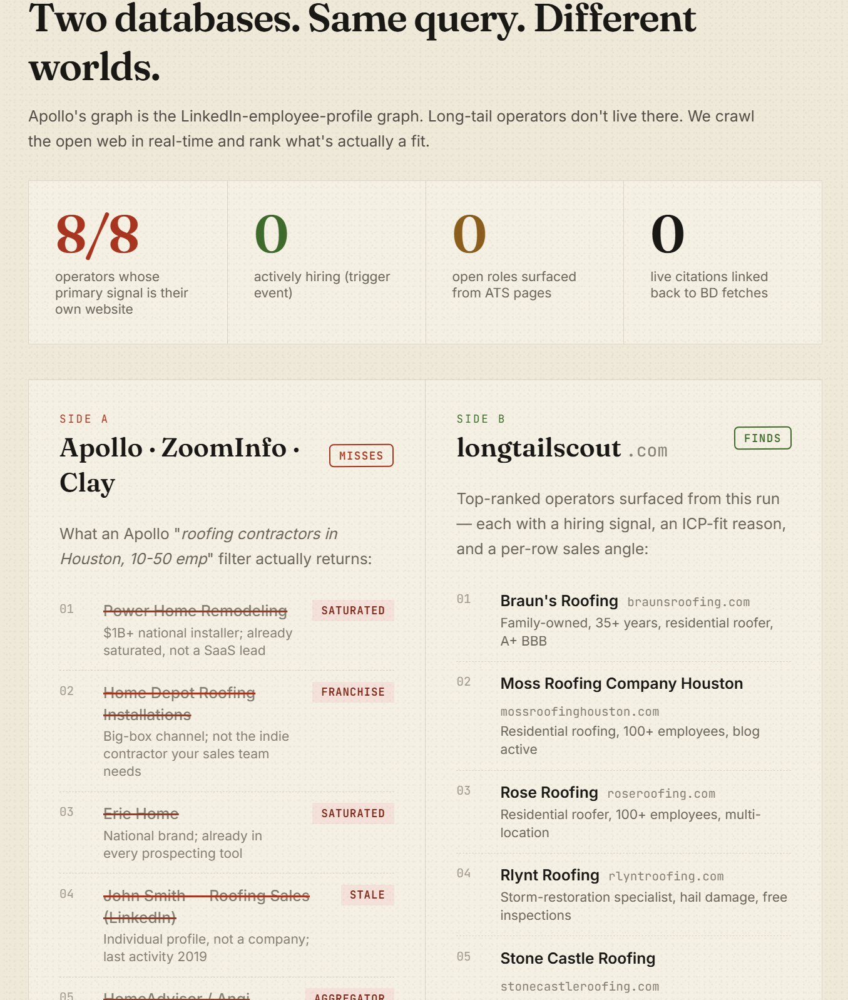 Two databases. Same query. Different
worlds.
Apollo's graph is the LinkedIn-employee-profile graph. Long-tail operators don't live there. We crawl
the open web in real-time and rank what's actually a fit.
8/8
operators whose
primary signal is their
own website
0
actively hiring (trigger
event)
0
open roles surfaced
from ATS pages
0
live citations linked
back to BD fetches
SIDE A
Apollo · ZoomInfo ·
Clay
MISSES
What an Apollo "roofing contractors in
Houston, 10-50 emp" filter actually returns:
01
Power Home Remodeling
SATURATED
$1B+ national installer; already
saturated, not a SaaS lead
02
Home Depot Roofing
Installations
FRANCHISE
Big-box channel; not the indie
contractor your sales team
needs
03
Erie Home
SATURATED
National brand; already in
every prospecting tool
04
John Smith — Roofing Sales
(LinkedIn)
STALE
Individual profile, not a company;
last activity 2019
05
HomeAdvisor / Angi
AGGREGATOR
SIDE B
longtailscout .com
FINDS
Top-ranked operators surfaced from this run
— each with a hiring signal, an ICP-fit reason,
and a per-row sales angle:
01
Braun's Roofing braunsroofing.com
Family-owned, 35+ years, residential roofer,
A+ BBB
02
Moss Roofing Company Houston
mossroofinghouston.com
Residential roofing, 100+ employees, blog
active
03
Rose Roofing roseroofing.com
Residential roofer, 100+ employees, multi-
location
04
Rlynt Roofing rlyntroofing.com
Storm-restoration specialist, hail damage, free
inspections
05
Stone Castle Roofing
stonecastleroofing.com